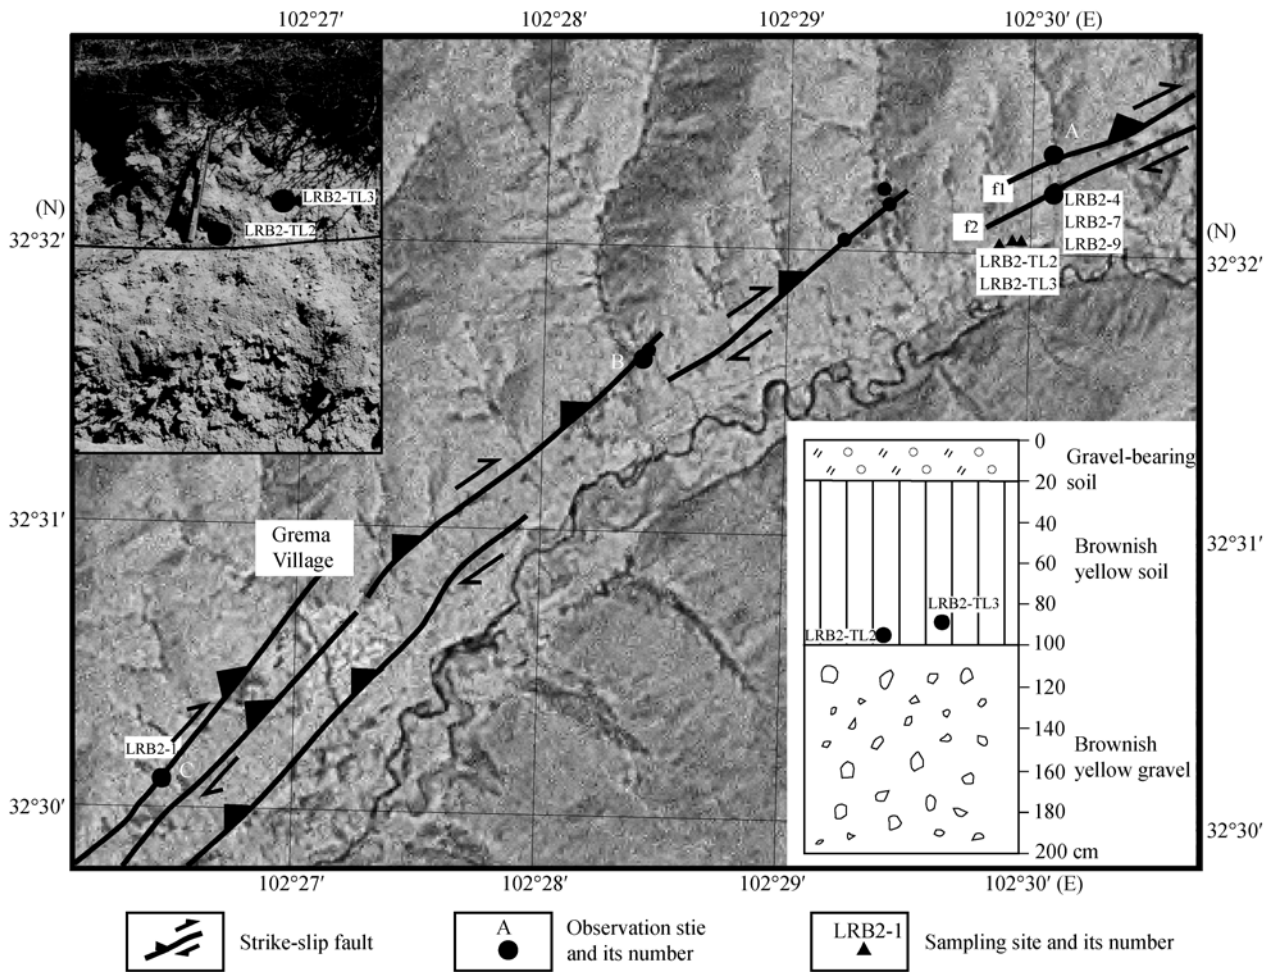 102°27′
102°28′
102°29′
102°30′ (E)
LRB2-TL3
LRB2-TL2
(N)
32°32′
A
f1
f2
LRB2-4
LRB2-7
LRB2-9
LRB2-TL2
LRB2-TL3
(N)
32°32′
B
32°31′
Grema
Village
32°31′
0
Gravel-bearing
soil
20
40
Brownish
yellow soil
60
80
LRB2-TL3
LRB2-TL2
100
120
140
Brownish
yellow gravel
160
180
200 cm
LRB2-1
C
32°30′
32°30′
102°27′
102°28′
102°29′
102°30′ (E)
Strike-slip fault
A
Observation stie
and its number
LRB2-1
Sampling site and its number